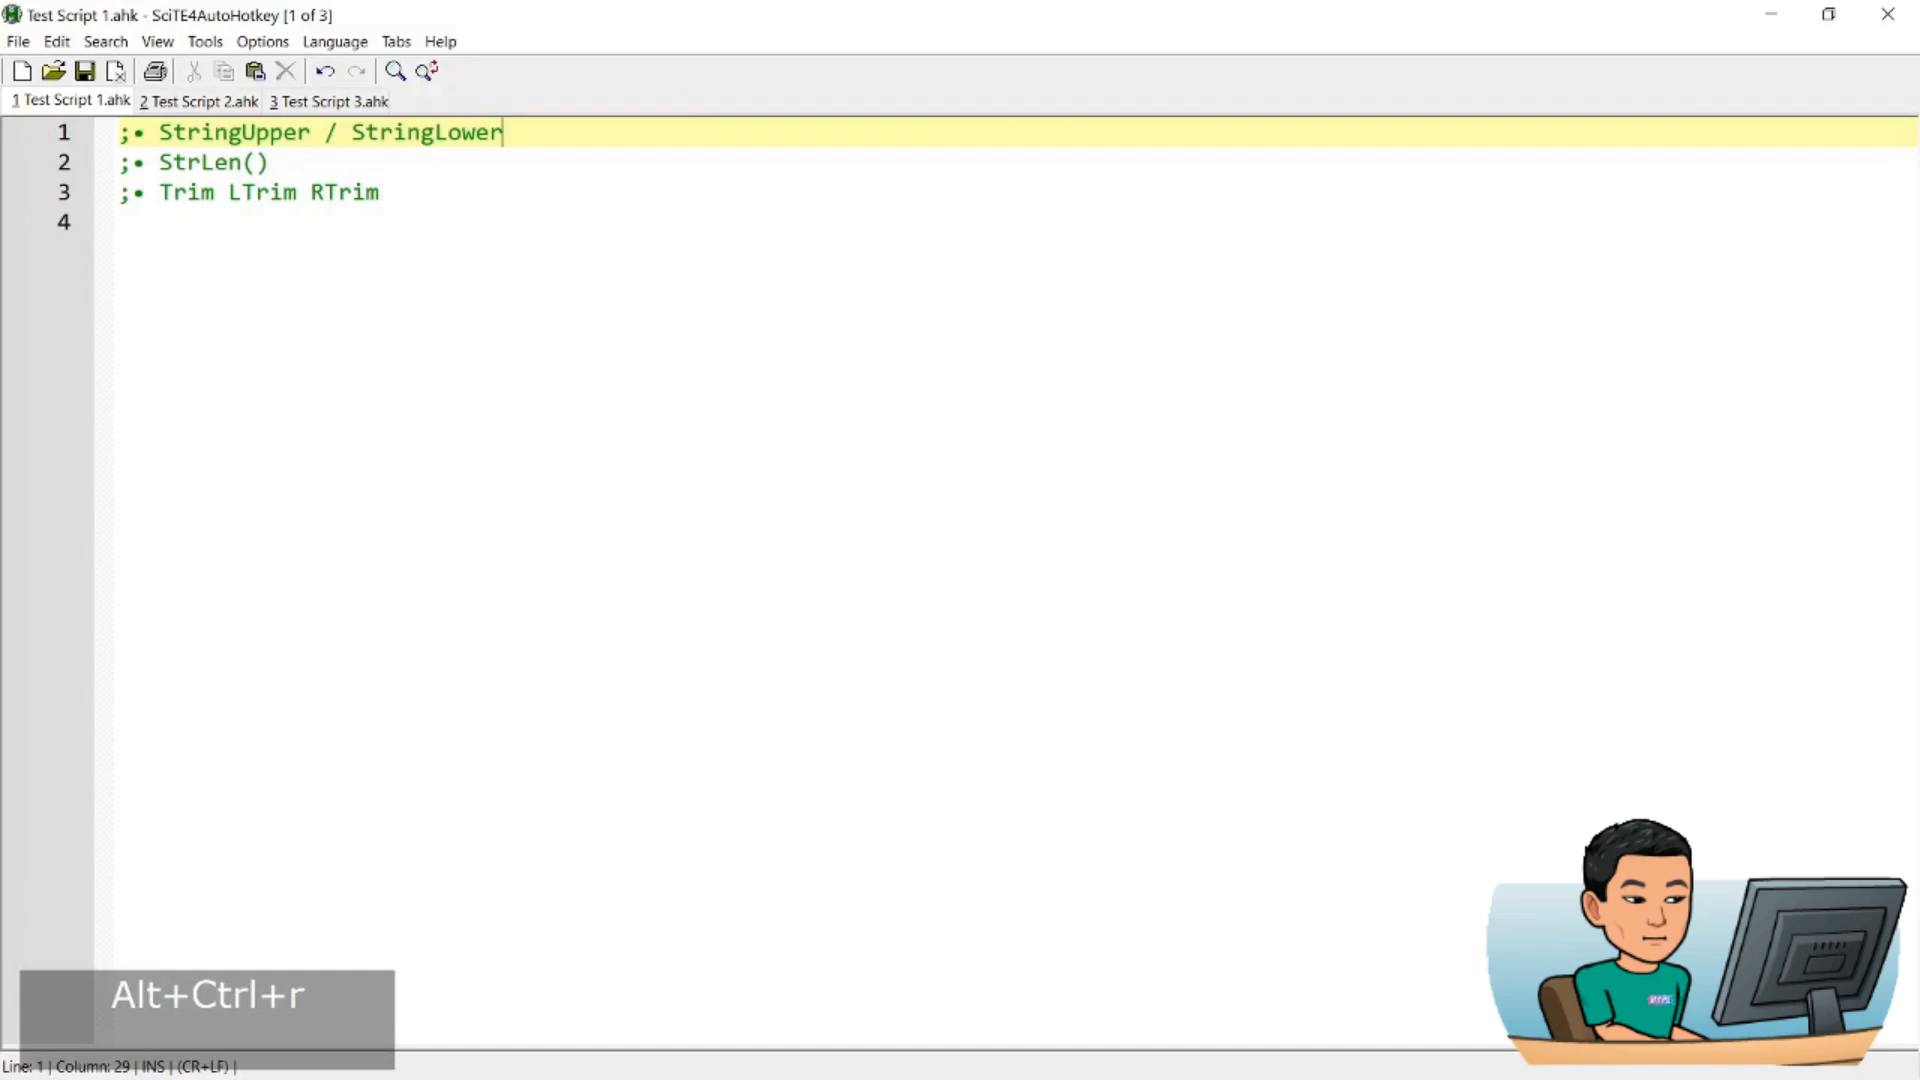 Test Script 1.ahk - SciTE4AutoHotkey [1 of 3]
File Edit Search View Tools Options Language Tabs Help
1 Test Script 1.ahk 2 Test Script 2.ahk 3 Test Script 3.ahk
1 ;• StringUpper / StringLower
2 ;• StrLen()
3 ;• Trim LTrim RTrim
4
Alt+Ctrl+r
Line: 1 | Column: 29 | INS | (CR+LF) |